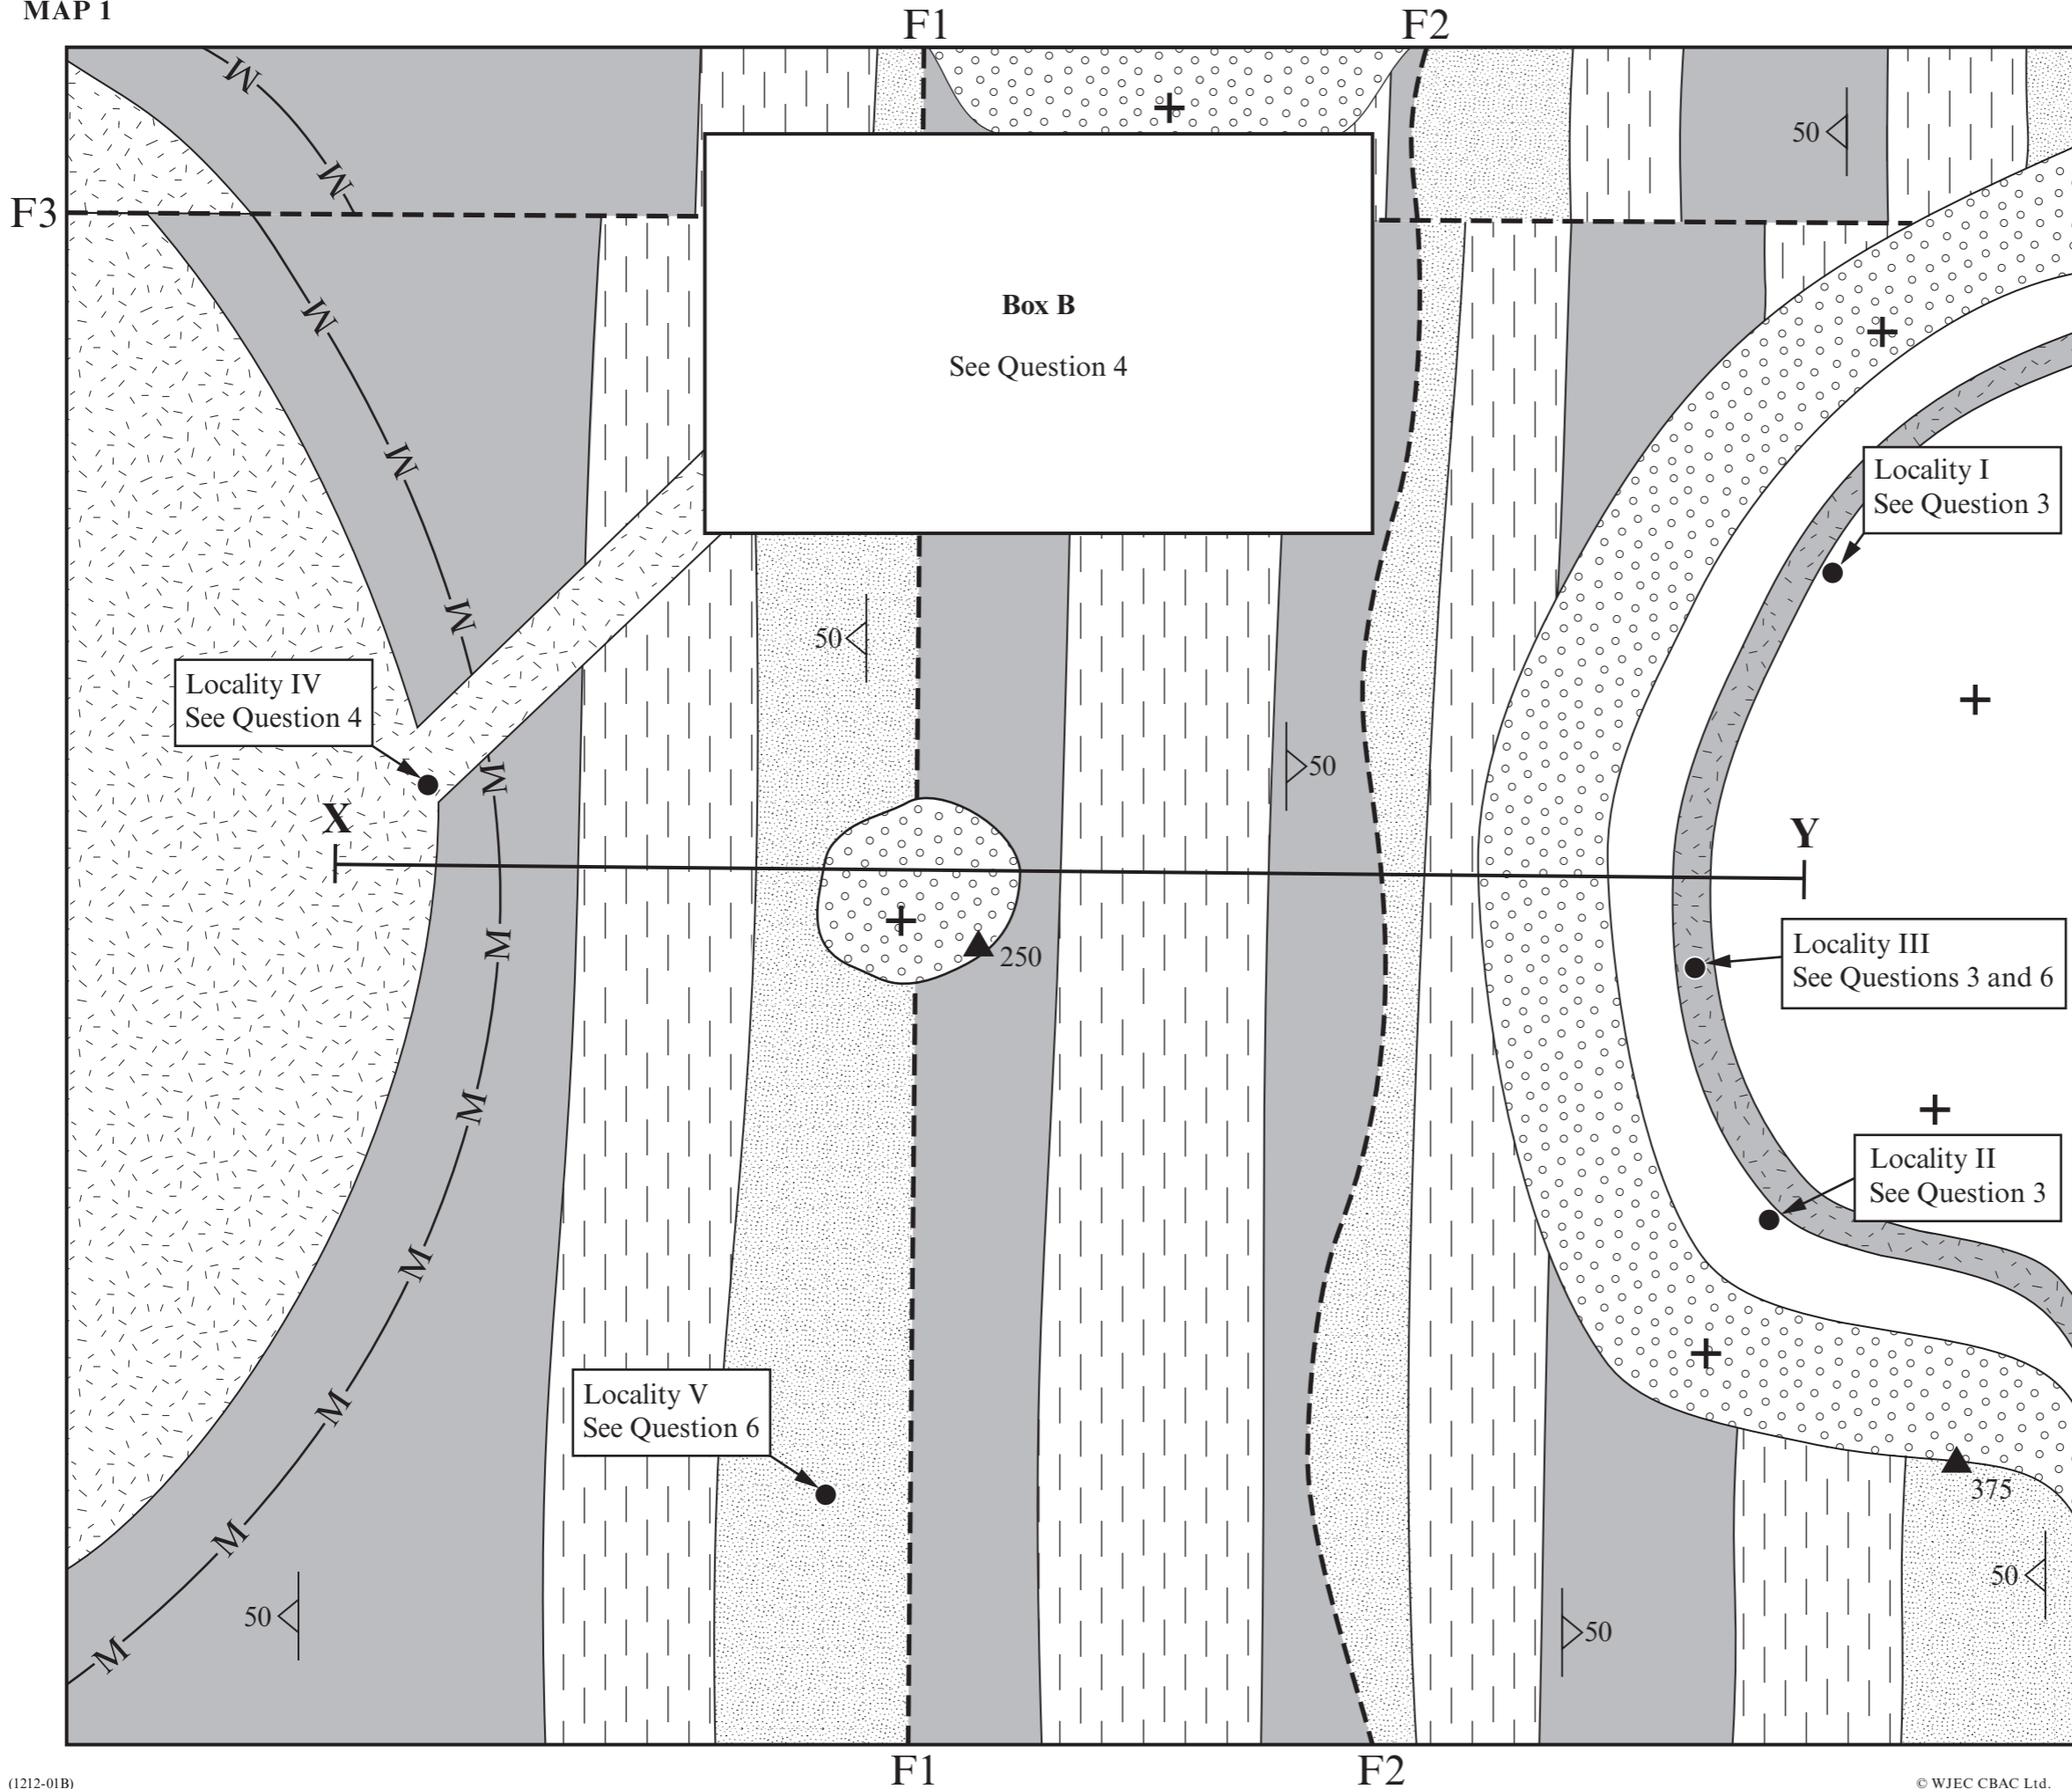 MAP 1
F1
F2
M
50
M
F3
Box B
See Question 4
M
M
Locality I
See Question 3
M
50
Locality IV
See Question 4
50
M
X
Y
250
M
Locality III
See Questions 3 and 6
M
Locality II
See Question 3
M
M
Locality V
See Question 6
375
M
50
50
50
M
F1
F2
(1212-01B)
© WJEC CBAC Ltd.